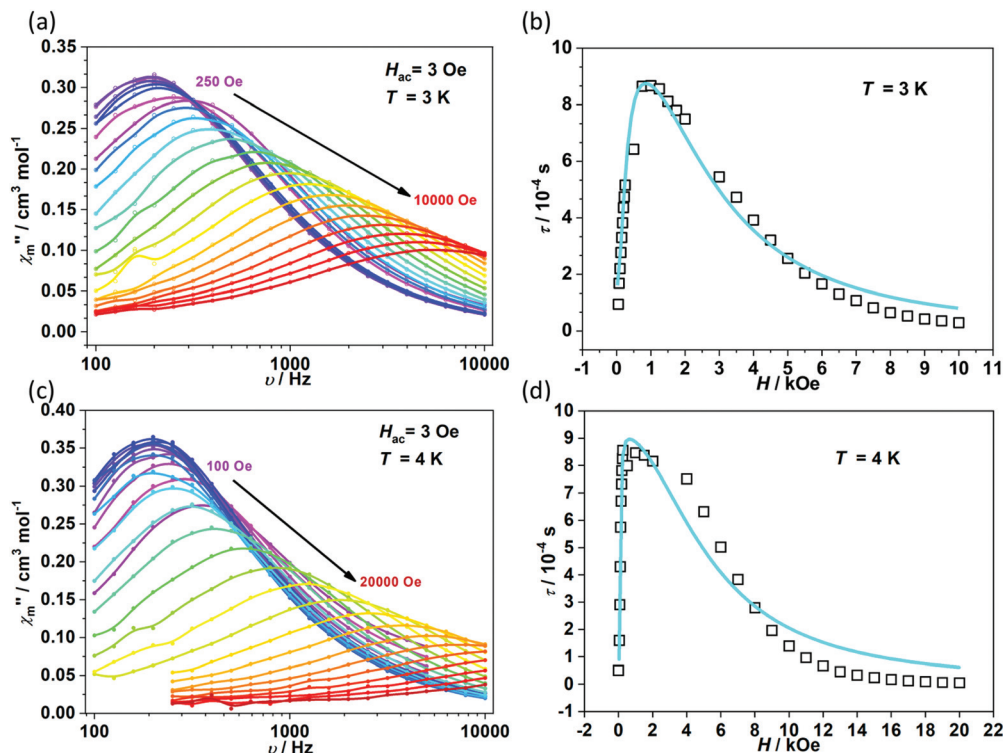 (a)
0.35
0.30
0.25
0.20
0.15
0.10
0.05
0.00
χm'' / cm³ mol⁻¹
250 Oe
Hac= 3 Oe
T = 3 K
10000 Oe
100
1000
10000
υ / Hz
(b)
10
8
6
4
2
0
τ / 10⁻⁴ s
T = 3 K
-1 0 1 2 3 4 5 6 7 8 9 10 11
H / kOe
(c)
0.40
0.35
0.30
0.25
0.20
0.15
0.10
0.05
0.00
χm'' / cm³ mol⁻¹
100 Oe
Hac= 3 Oe
T = 4 K
20000 Oe
100
1000
10000
υ / Hz
(d)
10
9
8
7
6
5
4
3
2
1
0
-1
τ / 10⁻⁴ s
T = 4 K
-2 0 2 4 6 8 10 12 14 16 18 20 22
H / kOe